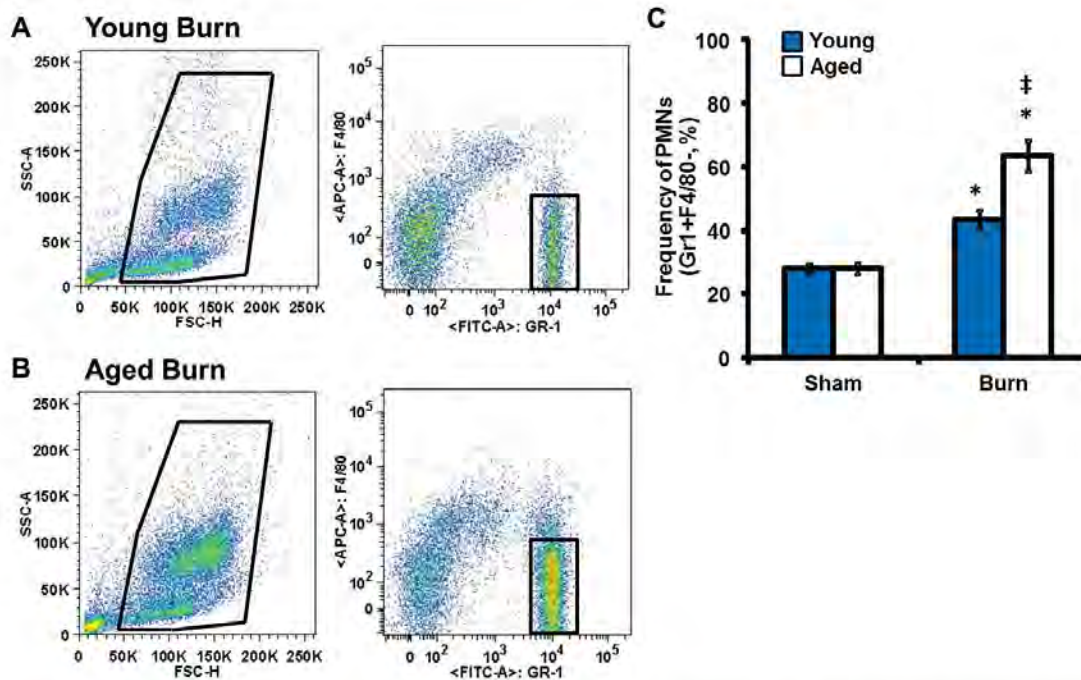 A Young Burn
250K
200K
150K
100K
50K
0
SSC-A
0 50K 100K 150K 200K 250K
FSC-H
10^5
10^4
10^3
10^2
0
<APC-A>: F4/80
0 10^2 10^3 10^4 10^5
<FITC-A>: GR-1
B Aged Burn
250K
200K
150K
100K
50K
0
SSC-A
0 50K 100K 150K 200K 250K
FSC-H
10^5
10^4
10^3
10^2
0
<APC-A>: F4/80
0 10^2 10^3 10^4 10^5
<FITC-A>: GR-1
C
Young
Aged
100
80
60
40
20
0
Frequency of PMNs
(Gr1+F4/80-, %)
*
‡
*
Sham Burn